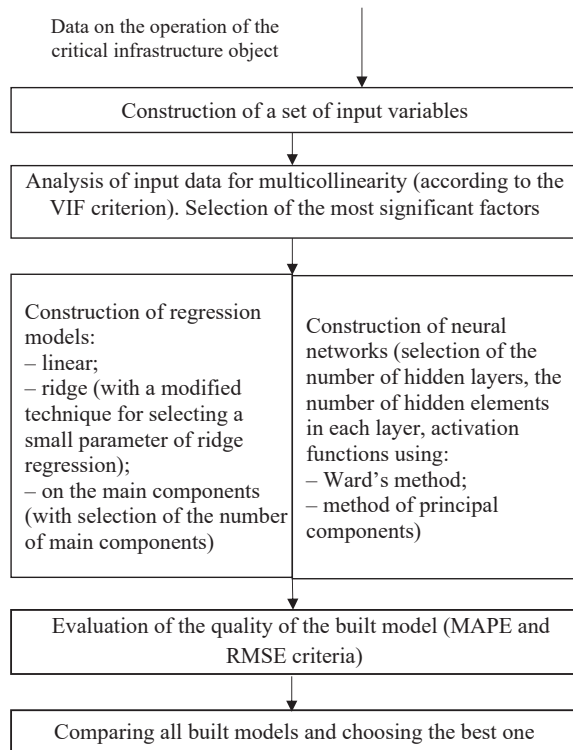 Data on the operation of the
critical infrastructure object
Construction of a set of input variables
Analysis of input data for multicollinearity (according to the
VIF criterion). Selection of the most significant factors
Construction of regression
models:
– linear;
– ridge (with a modified
technique for selecting a
small parameter of ridge
regression);
– on the main components
(with selection of the number
of main components)
Construction of neural
networks (selection of the
number of hidden layers, the
number of hidden elements
in each layer, activation
functions using:
– Ward’s method;
– method of principal
components)
Evaluation of the quality of the built model (MAPE and
RMSE criteria)
Comparing all built models and choosing the best one